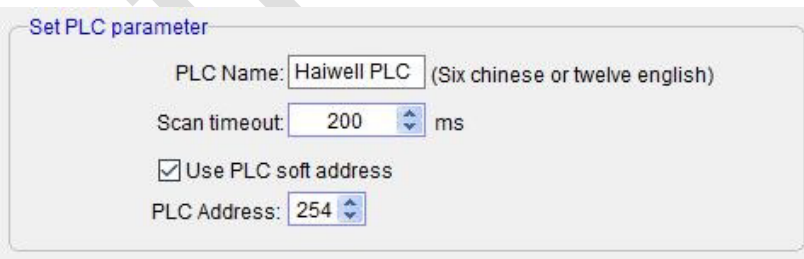 Set PLC parameter
PLC Name: Haiwell PLC (Six chinese or twelve english)
Scan timeout: 200 ms
Use PLC soft address
PLC Address: 254